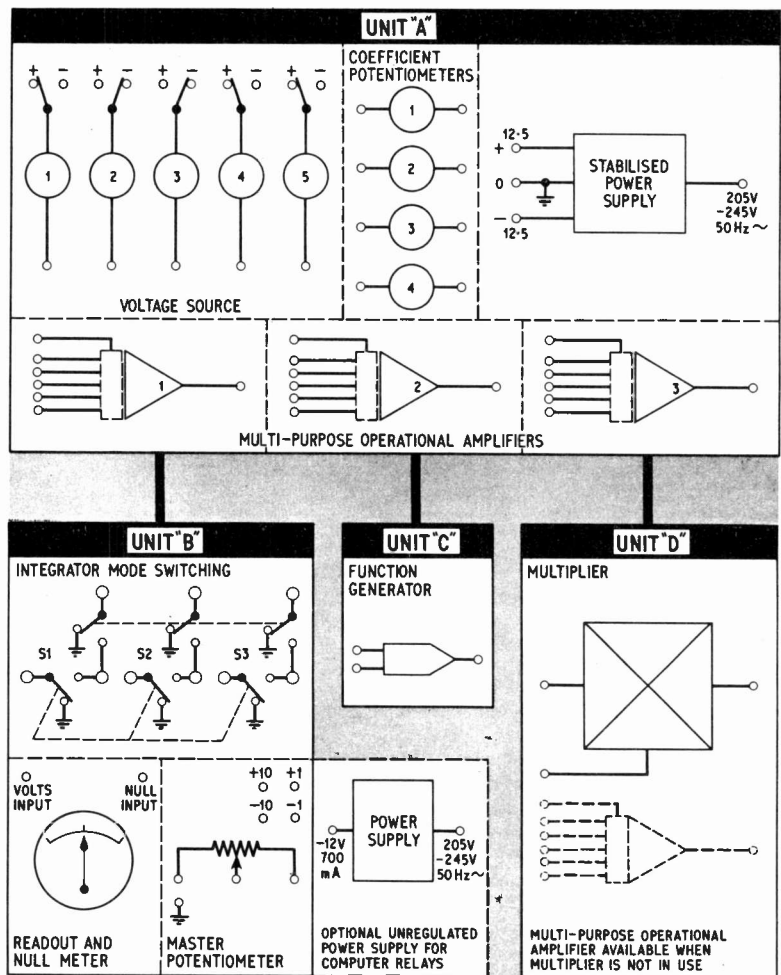 UNIT "A"
+ - + - + - + - + -
1 2 3 4 5
VOLTAGE SOURCE
COEFFICIENT
POTENTIOMETERS
1
2
3
4
12·5
+
0
-
12·5
STABILISED
POWER
SUPPLY
205V
-245V
50Hz~
1
2
3
MULTI-PURPOSE OPERATIONAL AMPLIFIERS
UNIT "B"
INTEGRATOR MODE SWITCHING
S1 S2 S3
VOLTS
INPUT
NULL
INPUT
READOUT AND
NULL METER
+10 +1
-10 -1
MASTER
POTENTIOMETER
UNIT "C"
FUNCTION
GENERATOR
-12V
700
mA
POWER
SUPPLY
205V
-245V
50Hz~
OPTIONAL UNREGULATED
POWER SUPPLY FOR
COMPUTER RELAYS
UNIT "D"
MULTIPLIER
MULTI-PURPOSE OPERATIONAL
AMPLIFIER AVAILABLE WHEN
MULTIPLIER IS NOT IN USE